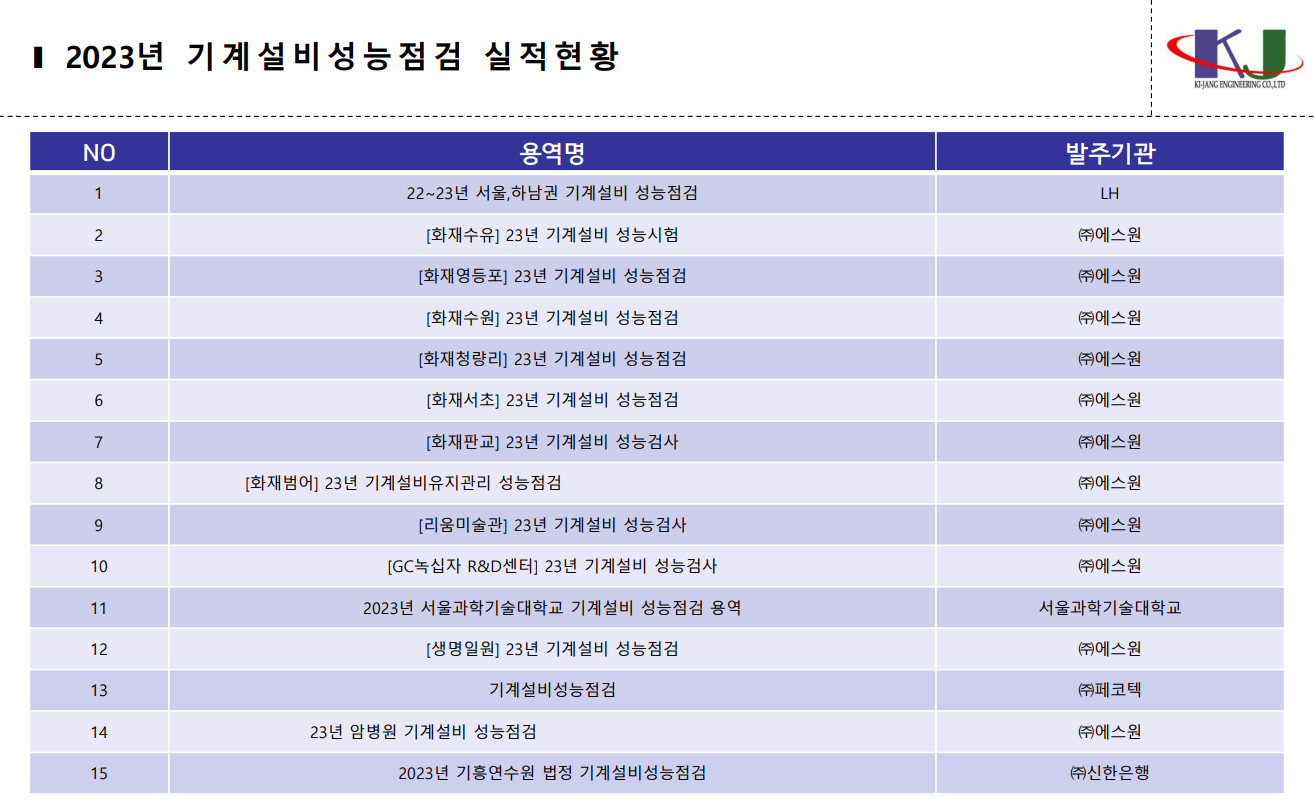 2023년 기계설비성능점검 실적현황
KJ
KI-JANG ENGINEERING CO.,LTD
NO 용역명 발주기관
1 22~23년 서울,하남권 기계설비 성능점검 LH
2 [화재수유] 23년 기계설비 성능시험 ㈜에스원
3 [화재영등포] 23년 기계설비 성능점검 ㈜에스원
4 [화재수원] 23년 기계설비 성능점검 ㈜에스원
5 [화재청량리] 23년 기계설비 성능점검 ㈜에스원
6 [화재서초] 23년 기계설비 성능점검 ㈜에스원
7 [화재판교] 23년 기계설비 성능검사 ㈜에스원
8 [화재범어] 23년 기계설비유지관리 성능점검 ㈜에스원
9 [리움미술관] 23년 기계설비 성능검사 ㈜에스원
10 [GC녹십자 R&D센터] 23년 기계설비 성능검사 ㈜에스원
11 2023년 서울과학기술대학교 기계설비 성능점검 용역 서울과학기술대학교
12 [생명일원] 23년 기계설비 성능점검 ㈜에스원
13 기계설비성능점검 ㈜페코텍
14 23년 암병원 기계설비 성능점검 ㈜에스원
15 2023년 기흥연수원 법정 기계설비성능점검 ㈜신한은행